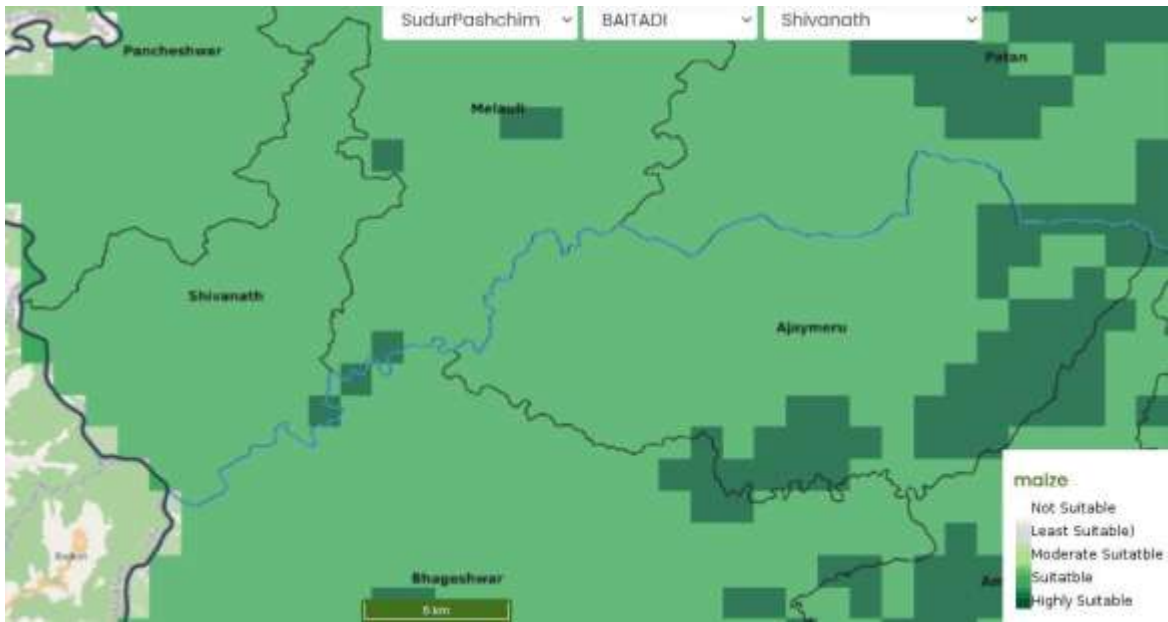 SudurPashchim
BAITADI
Shivanath
Pancheshwar
Patan
Melauli
Shivanath
Ajaymeru
Bhageshwar
5 km
maize
Not Suitable
Least Suitable)
Moderate Suitatble
Suitatble
Highly Suitable